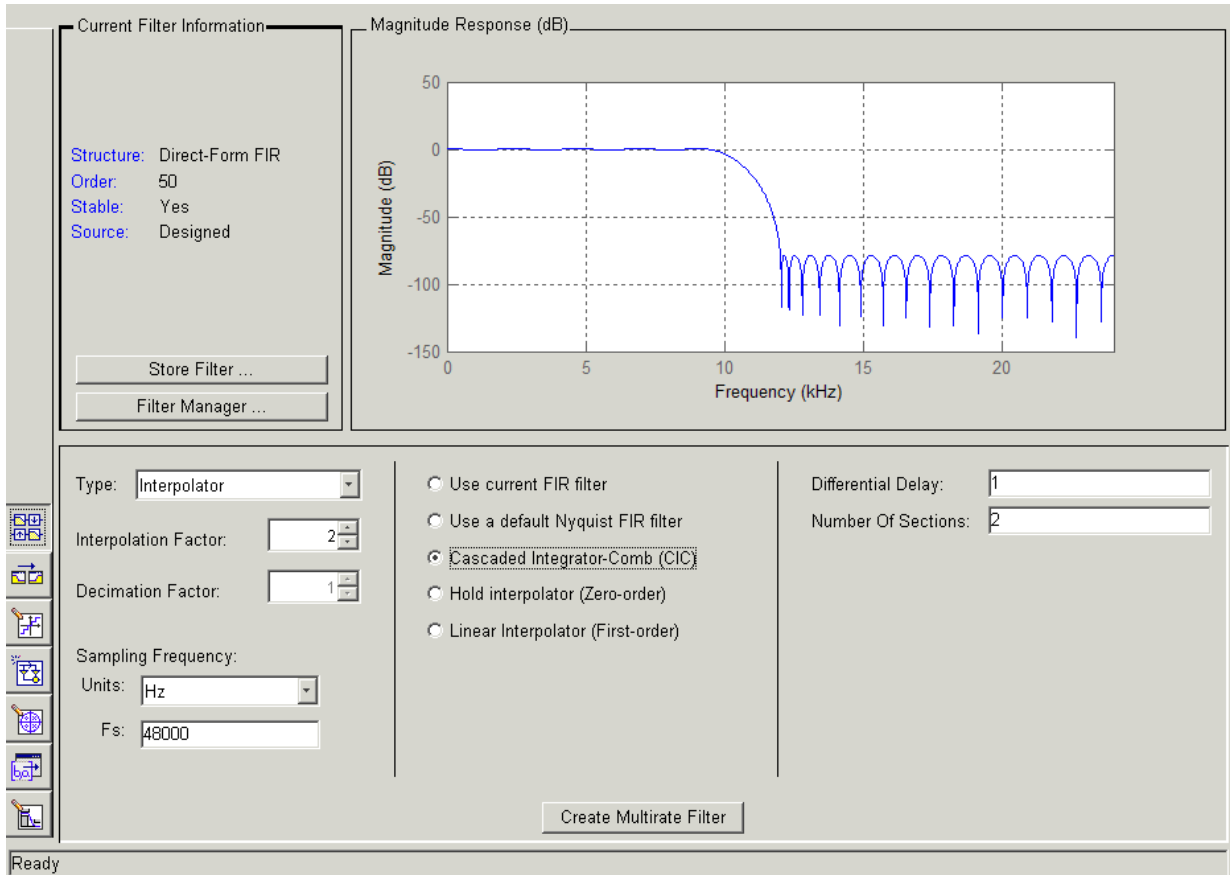 Current Filter Information
Structure: Direct-Form FIR
Order: 50
Stable: Yes
Source: Designed
Store Filter ...
Filter Manager ...
Magnitude Response (dB)
Magnitude (dB)
50
0
-50
-100
-150
0 5 10 15 20
Frequency (kHz)
Type: Interpolator
Interpolation Factor: 2
Decimation Factor: 1
Sampling Frequency:
Units: Hz
Fs: 48000
Use current FIR filter
Use a default Nyquist FIR filter
Cascaded Integrator-Comb (CIC)
Hold interpolator (Zero-order)
Linear Interpolator (First-order)
Differential Delay: 1
Number Of Sections: 2
Create Multirate Filter
[b,a]
Ready